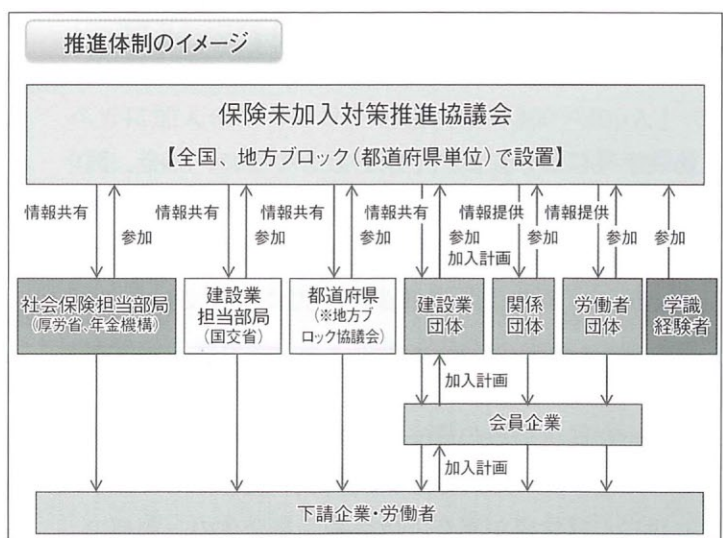 推進体制のイメージ
保険未加入対策推進協議会
【全国、地方ブロック（都道府県単位）で設置】
情報共有 情報共有 情報共有 情報共有 情報提供 情報提供
参加 参加 参加 参加 参加 参加 参加
加入計画
社会保険担当部局
（厚労省、年金機構）
建設業
担当部局
（国交省）
都道府県
（※地方ブ
ロック協議会）
建設業
団体
関係
団体
労働者
団体
学識
経験者
加入計画
会員企業
加入計画
下請企業・労働者